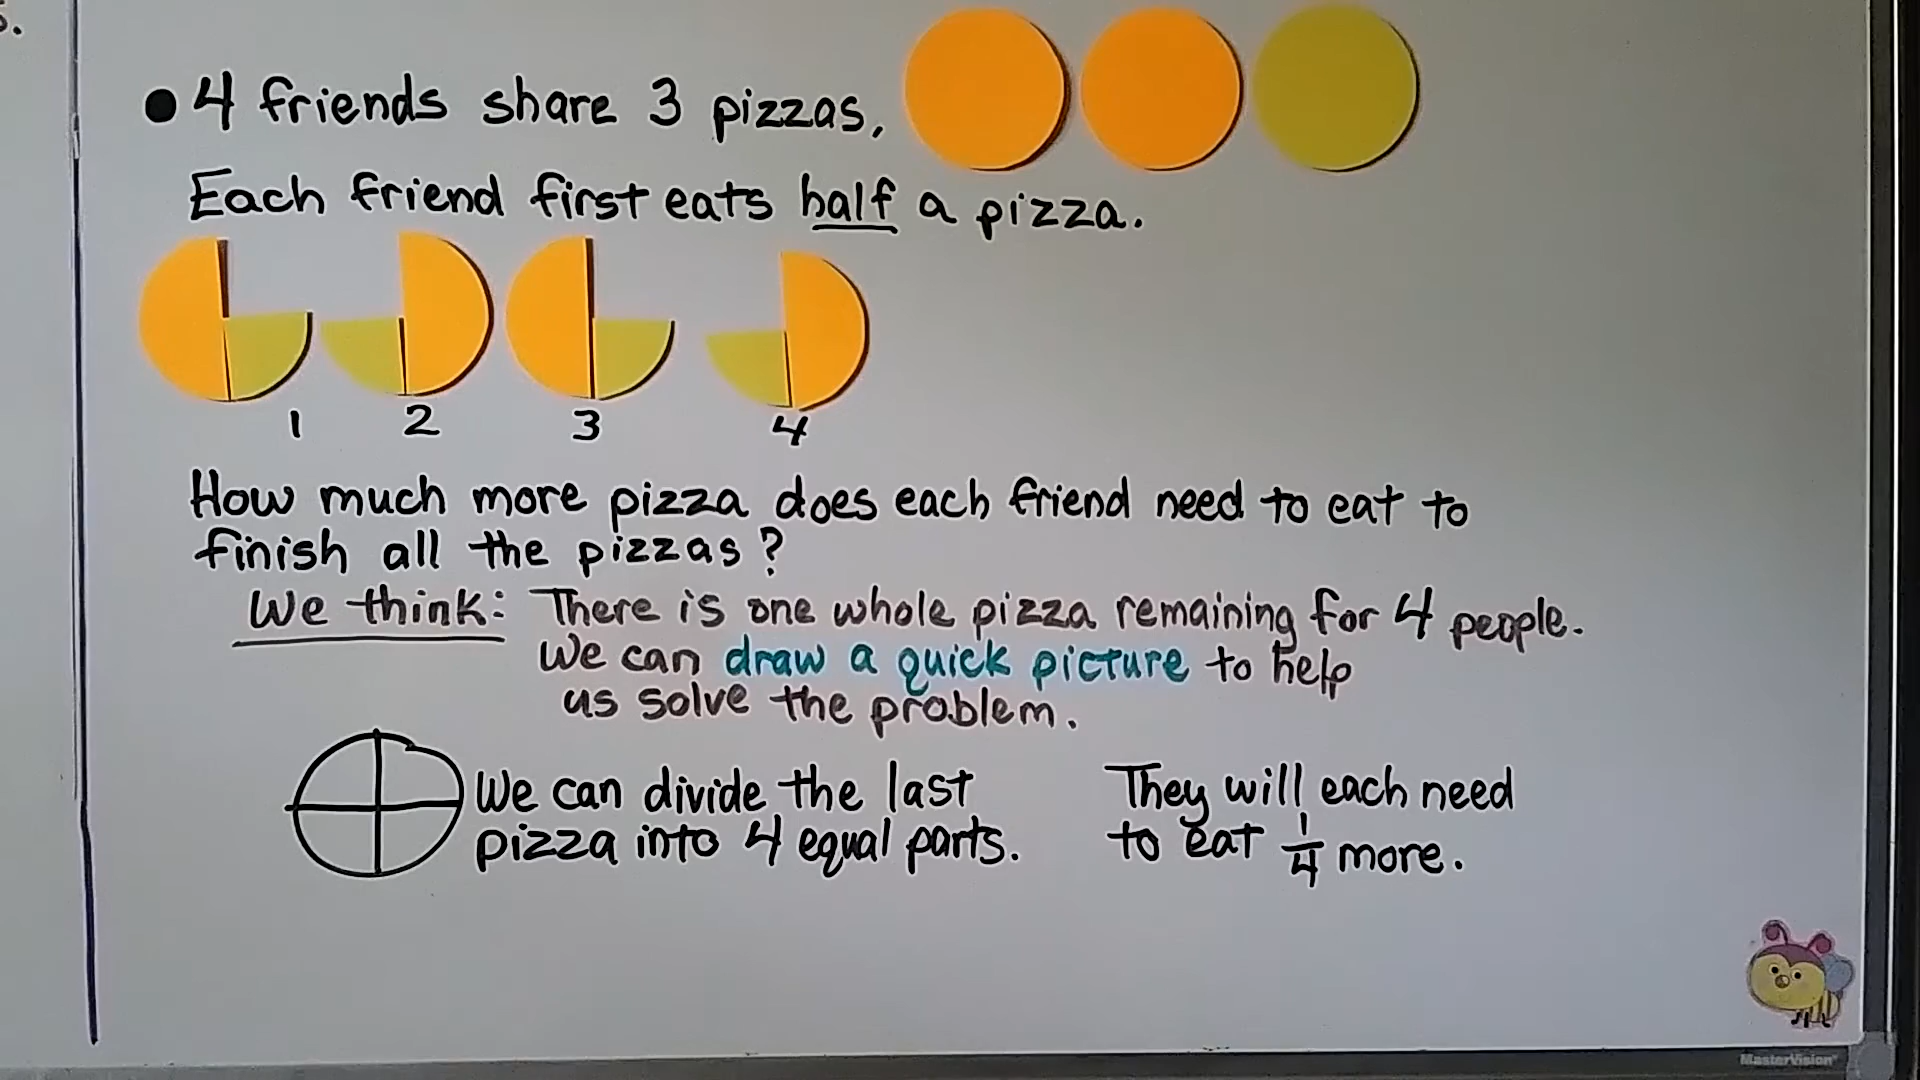 s.
● 4 friends share 3 pizzas,
Each friend first eats half a pizza.
1 2 3 4
How much more pizza does each friend need to eat to
finish all the pizzas?
We think: There is one whole pizza remaining for 4 people.
We can draw a quick picture to help
us solve the problem.
We can divide the last
pizza into 4 equal parts.
They will each need
to eat 1/4 more.
MasterVision